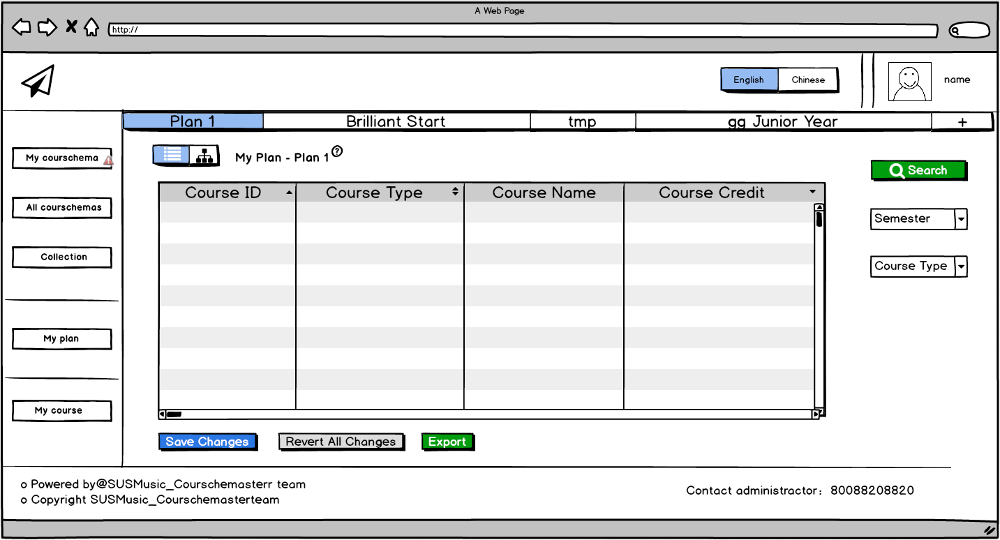 A Web Page
http://
English Chinese
name
Plan 1 Brilliant Start tmp gg Junior Year +
My courschema
My Plan - Plan 1 ?
Search
Course ID Course Type Course Name Course Credit
All courschemas
Semester
Collection
Course Type
My plan
My course
Save Changes Revert All Changes Export
o Powered by@SUSMusic_Courschemasterr team
o Copyright SUSMusic_Courschemasterteam
Contact administractor：80088208820